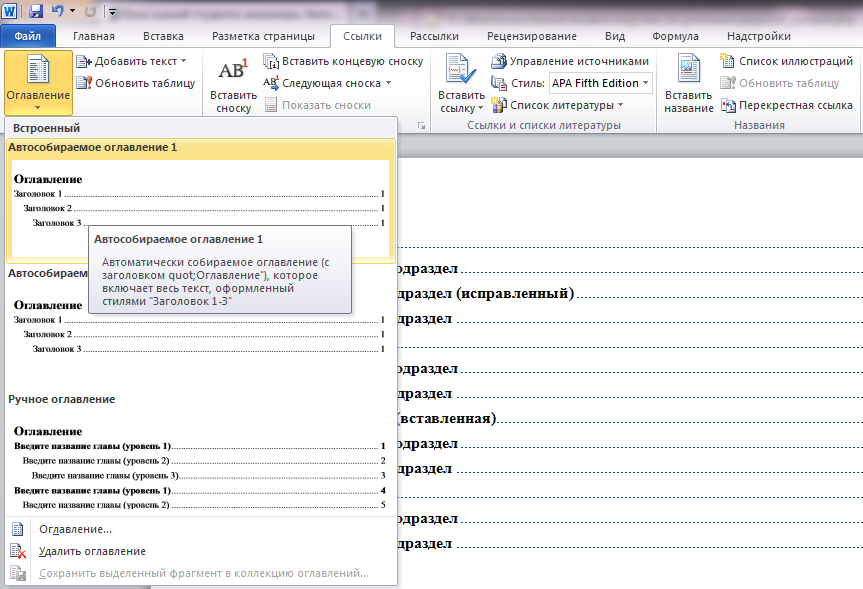 Файл Главная Вставка Разметка страницы Ссылки Рассылки Рецензирование Вид Формула Надстройки
Оглавление
Добавить текст
Обновить таблицу
АВ¹
Вставить сноску
Вставить концевую сноску
Следующая сноска
Показать сноски
Вставить ссылку
Управление источниками
Стиль: APA Fifth Edition
Список литературы
Ссылки и списки литературы
Вставить название
Список иллюстраций
Обновить таблицу
Перекрестная ссылка
Названия
Встроенный
Автособираемое оглавление 1
Оглавление
Заголовок 1 1
Заголовок 2 1
Заголовок 3 1
Автособираемое оглавление 1
Автоматически собираемое оглавление (с
заголовком quot;Оглавление"), которое
включает весь текст, оформленный
стилями "Заголовок 1-3"
Автособираем
Оглавление
Заголовок 1 1
Заголовок 2 1
Заголовок 3 1
Ручное оглавление
Оглавление
Введите название главы (уровень 1) 1
Введите название главы (уровень 2) 2
Введите название главы (уровень 3) 3
Введите название главы (уровень 1) 4
Введите название главы (уровень 2) 5
Оглавление...
Удалить оглавление
Сохранить выделенный фрагмент в коллекцию оглавлений...
одраздел
драздел (исправленный)
драздел
одраздел
драздел
(вставленная)
одраздел
драздел
одраздел
драздел